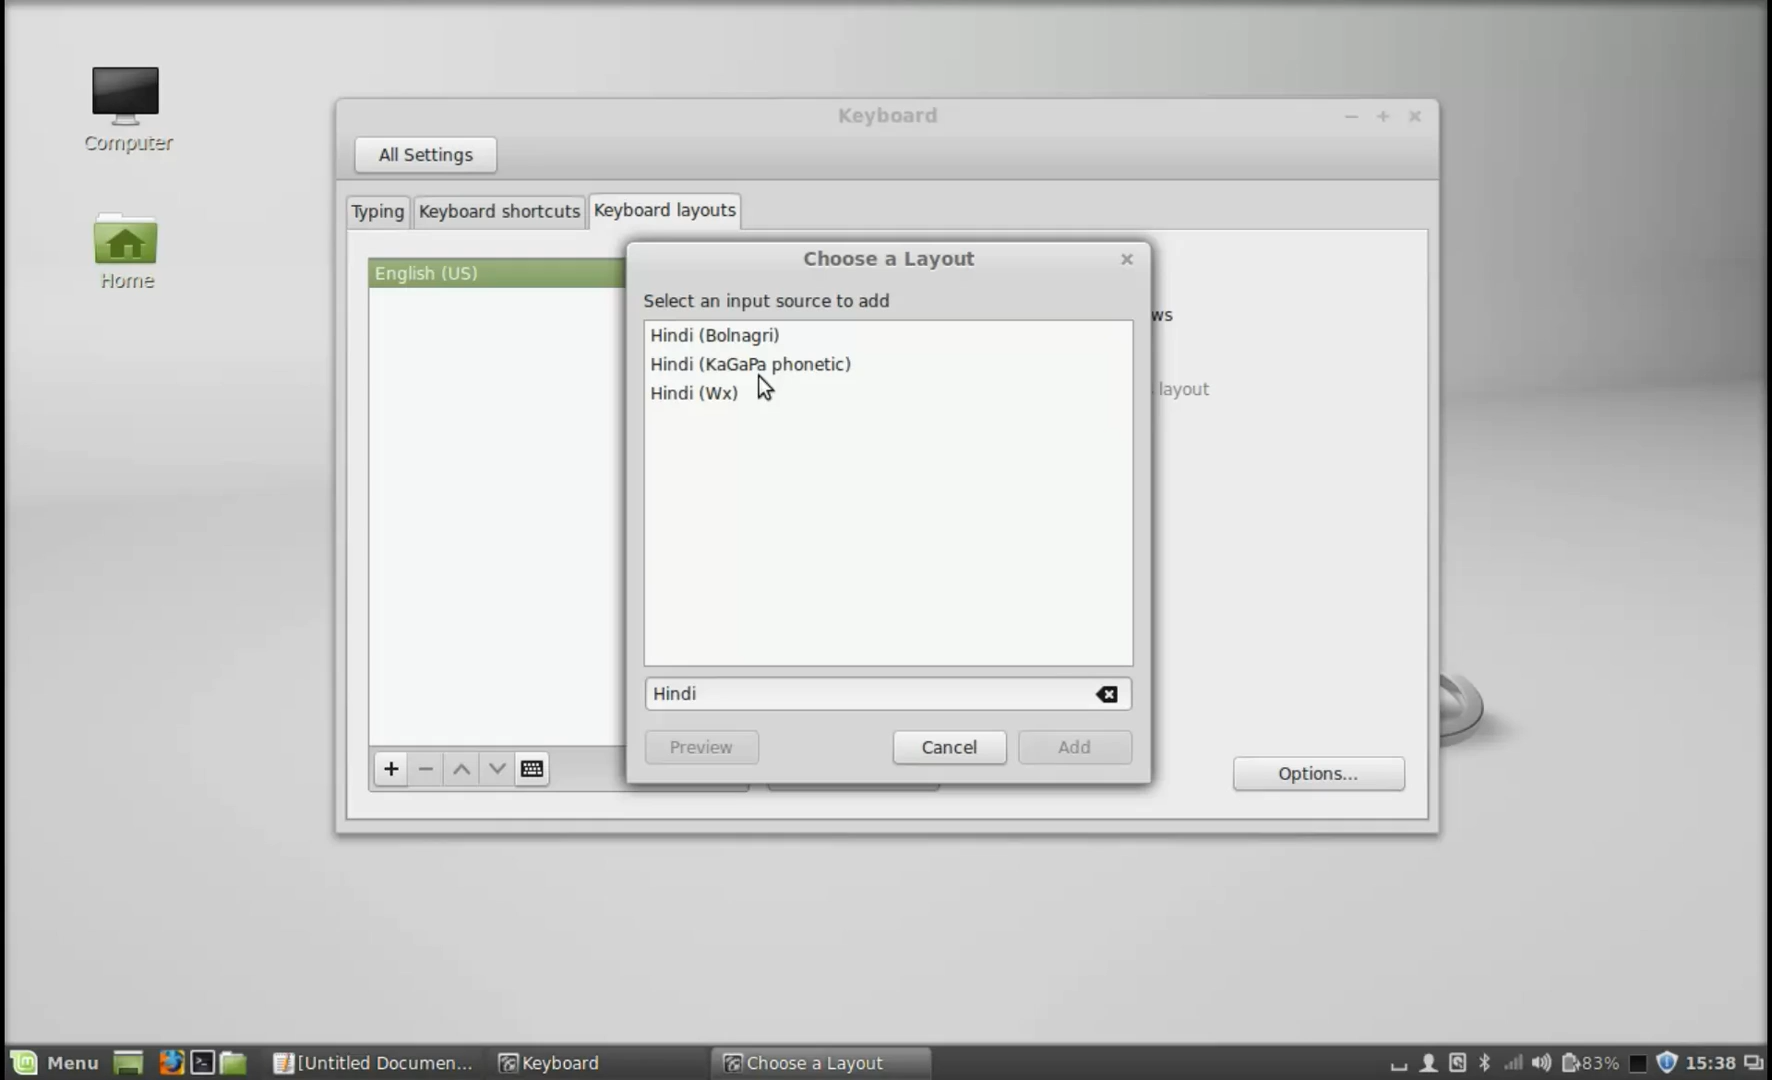 Computer
Home
Keyboard
All Settings
Typing
Keyboard shortcuts
Keyboard layouts
English (US)
Choose a Layout
Select an input source to add
Hindi (Bolnagri)
Hindi (KaGaPa phonetic)
Hindi (Wx)
Hindi
Preview
Cancel
Add
ws
layout
Options...
Menu
[Untitled Documen...
Keyboard
Choose a Layout
83%
15:38